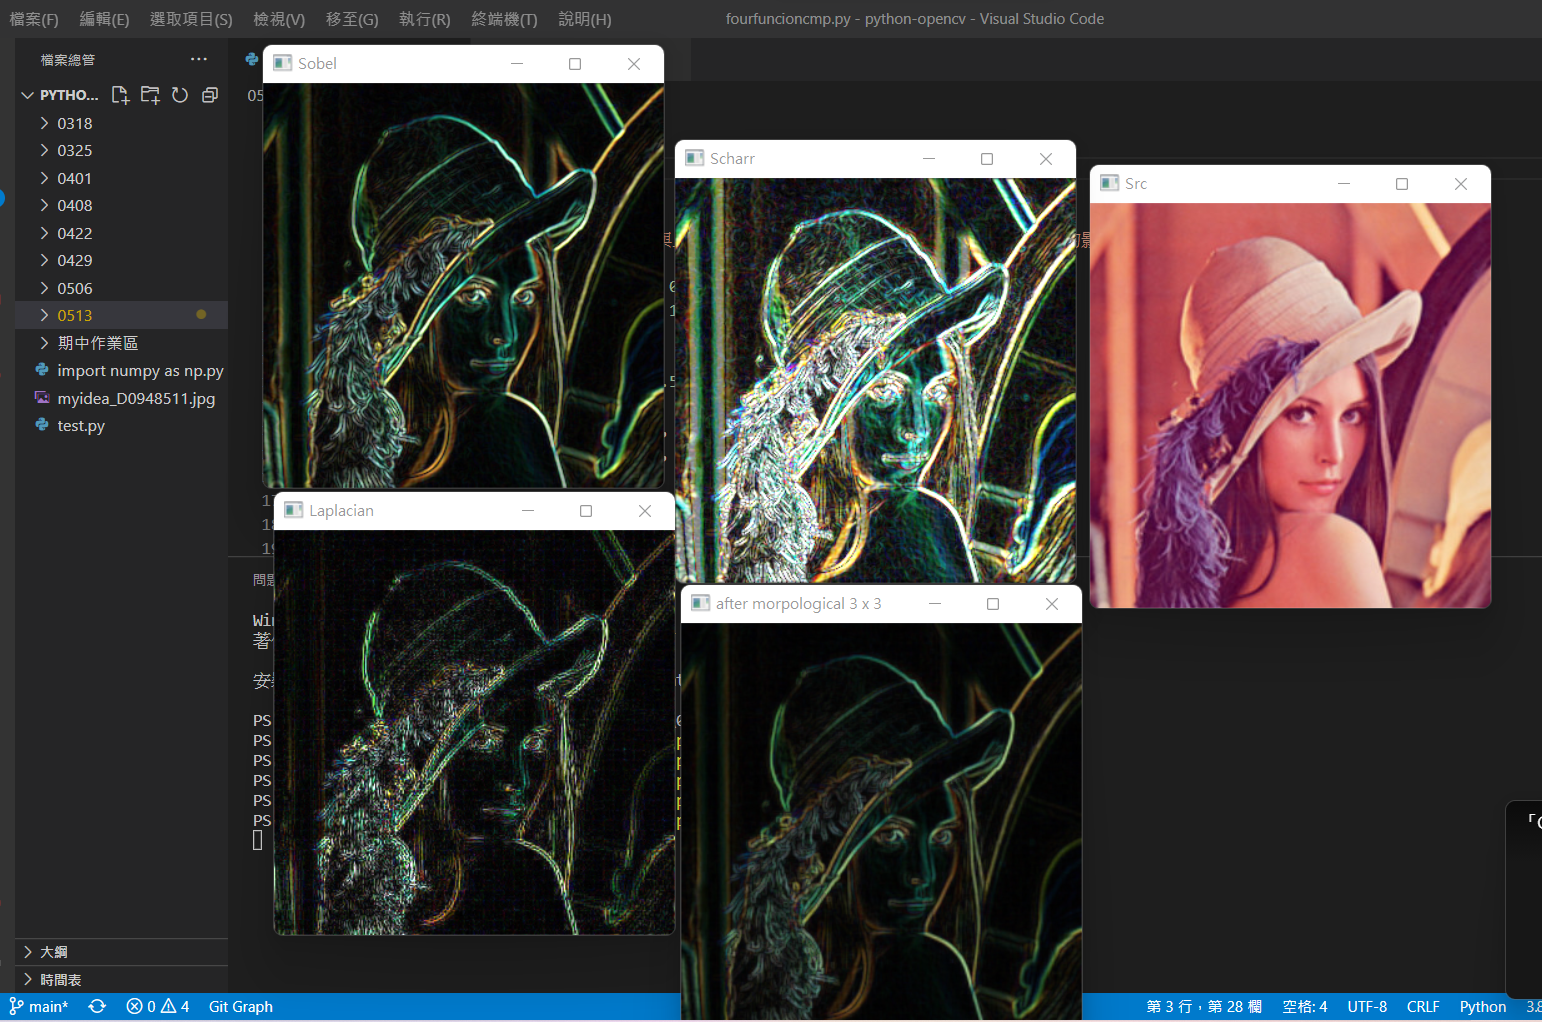 檔案(F) 編輯(E) 選取項目(S) 檢視(V) 移至(G) 執行(R) 終端機(T) 說明(H) fourfuncioncmp.py - python-opencv - Visual Studio Code
檔案總管 ···
PYTHO...
0318
0325
0401
0408
0422
0429
0506
0513
期中作業區
import numpy as np.py
myidea_D0948511.jpg
test.py
大綱
時間表
05
Sobel
Scharr
Src
Laplacian
after morpological 3 x 3
17
18
19
問題
Win
著
安
PS
PS
PS
PS
PS
PS
main* 0 4 Git Graph
第 3 行，第 28 欄 空格: 4 UTF-8 CRLF Python 3.8